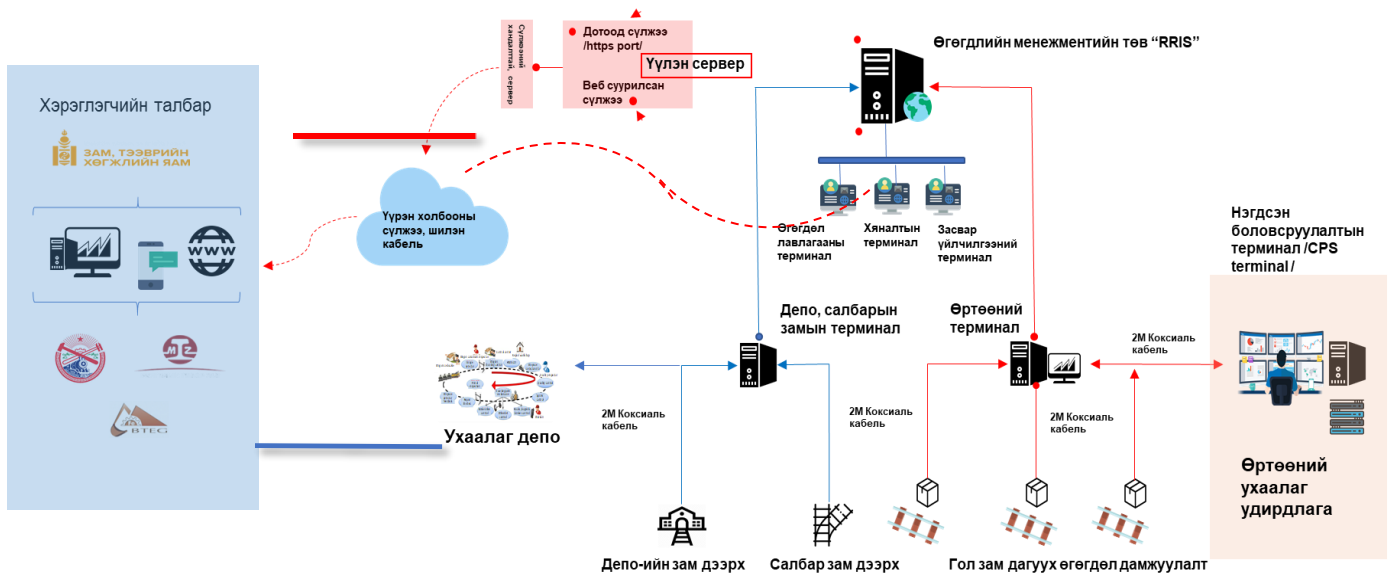 Хэрэглэгчийн талбар
ЗАМ, ТЭЭВРИЙН
ХӨГЖЛИЙН ЯАМ
WWW
MTZ
BTEG
Сүлжээний
хандалттай, сервер
Дотоод сүлжээ
/https port/
Үүлэн сервер
Веб суурилсан
сүлжээ
Үүрэн холбооны
сүлжээ, шилэн
кабель
Өгөгдлийн менежментийн төв “RRIS”
Өгөгдөл
лавлагааны
терминал
Хяналтын
терминал
Засвар
үйлчилгээний
терминал
Нэгдсэн
боловсруулалтын
терминал /CPS
terminal /
Депо, салбарын
замын терминал
Өртөөний
терминал
2М Коксиаль
кабель
Ухаалаг депо
2М Коксиаль
кабель
2М Коксиаль
кабель
2М Коксиаль
кабель
Өртөөний
ухаалаг
удирдлага
Депо-ийн зам дээрх
Салбар зам дээрх
Гол зам дагуух өгөгдөл дамжуулалт